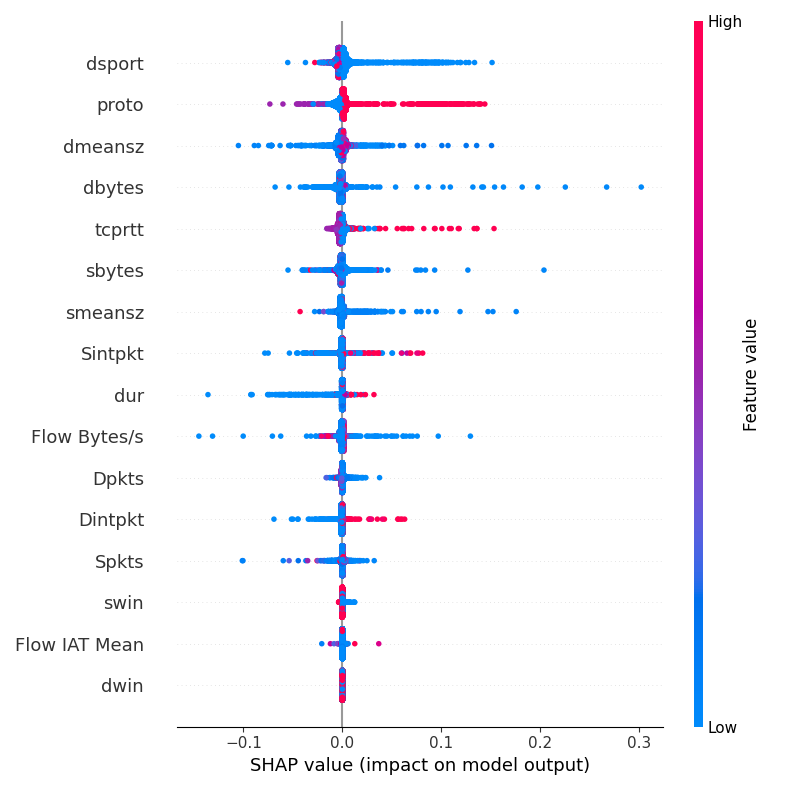 High
dsport
proto
dmeansz
dbytes
tcprtt
sbytes
smeansz
Sintpkt
dur
Flow Bytes/s
Dpkts
Dintpkt
Spkts
swin
Flow IAT Mean
dwin
Feature value
Low
−0.1 0.0 0.1 0.2 0.3
SHAP value (impact on model output)